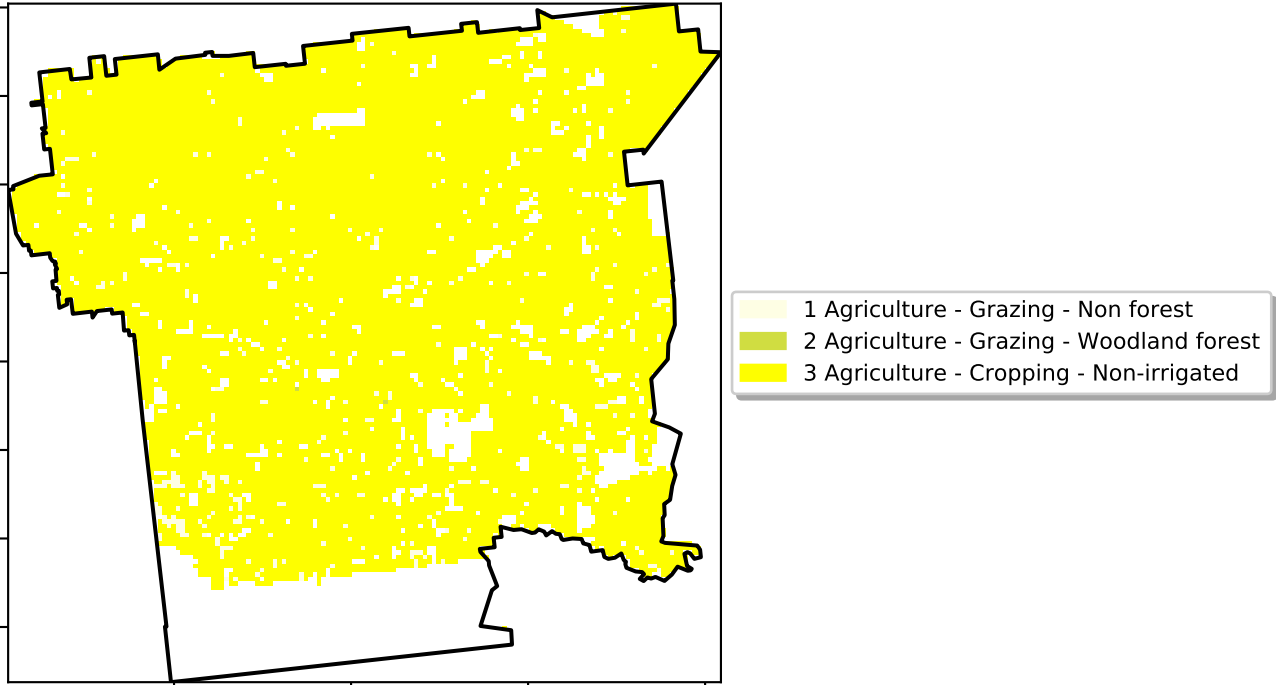 1 Agriculture - Grazing - Non forest
2 Agriculture - Grazing - Woodland forest
3 Agriculture - Cropping - Non-irrigated